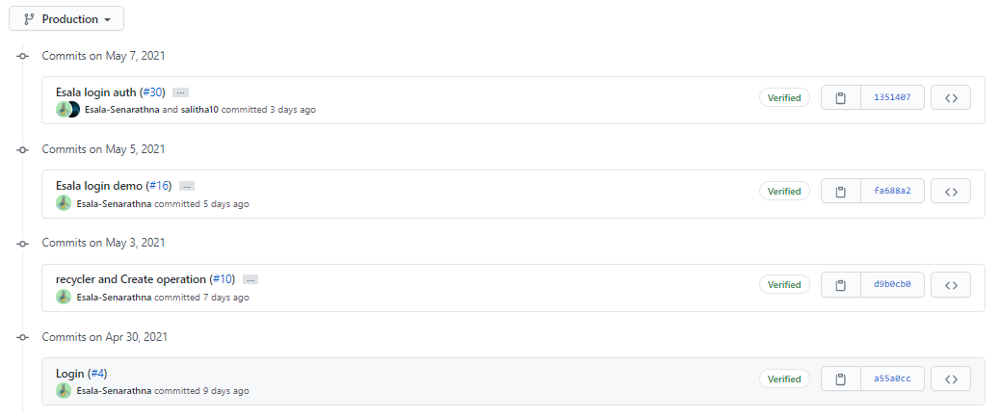 Production
Commits on May 7, 2021
Esala login auth (#30) ...
Verified
1351407
Esala-Senarathna and salitha10 committed 3 days ago
Commits on May 5, 2021
Esala login demo (#16) ...
Verified
fa688a2
Esala-Senarathna committed 5 days ago
Commits on May 3, 2021
recycler and Create operation (#10) ...
Verified
d9b0cb0
Esala-Senarathna committed 7 days ago
Commits on Apr 30, 2021
Login (#4)
Verified
a55a0cc
Esala-Senarathna committed 9 days ago